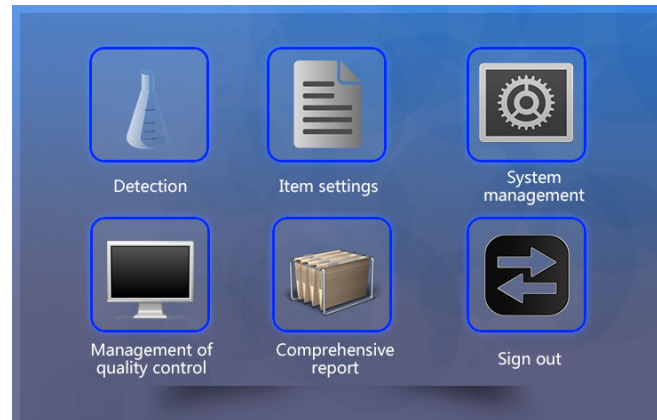 Detection
Item settings
System
management
Management of
quality control
Comprehensive
report
Sign out